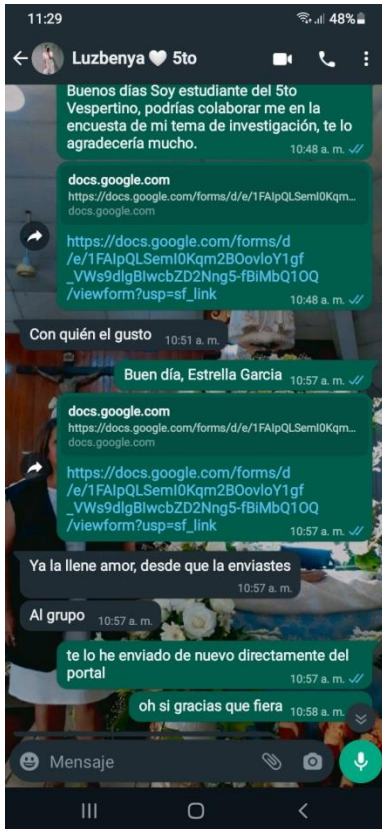 11:29
48%
Luzbenya 🤍 5to
Buenos días Soy estudiante del 5to
Vespertino, podrías colaborar me en la
encuesta de mi tema de investigación, te lo
agradecería mucho.
10:48 a. m.
docs.google.com
https://docs.google.com/forms/d/e/1FAIpQLSemI0Kqm...
docs.google.com
https://docs.google.com/forms/d
/e/1FAIpQLSemI0Kqm2BOovloY1gf
_VWs9dlgBIwcbZD2Nng5-fBiMbQ1OQ
/viewform?usp=sf_link
10:48 a. m.
Con quién el gusto
10:51 a. m.
Buen día, Estrella Garcia
10:57 a. m.
docs.google.com
https://docs.google.com/forms/d/e/1FAIpQLSemI0Kqm...
docs.google.com
https://docs.google.com/forms/d
/e/1FAIpQLSemI0Kqm2BOovloY1gf
_VWs9dlgBIwcbZD2Nng5-fBiMbQ1OQ
/viewform?usp=sf_link
10:57 a. m.
Ya la llene amor, desde que la enviastes
10:57 a. m.
Al grupo
10:57 a. m.
te lo he enviado de nuevo directamente del
portal
10:57 a. m.
oh si gracias que fiera
10:58 a. m.
Mensaje